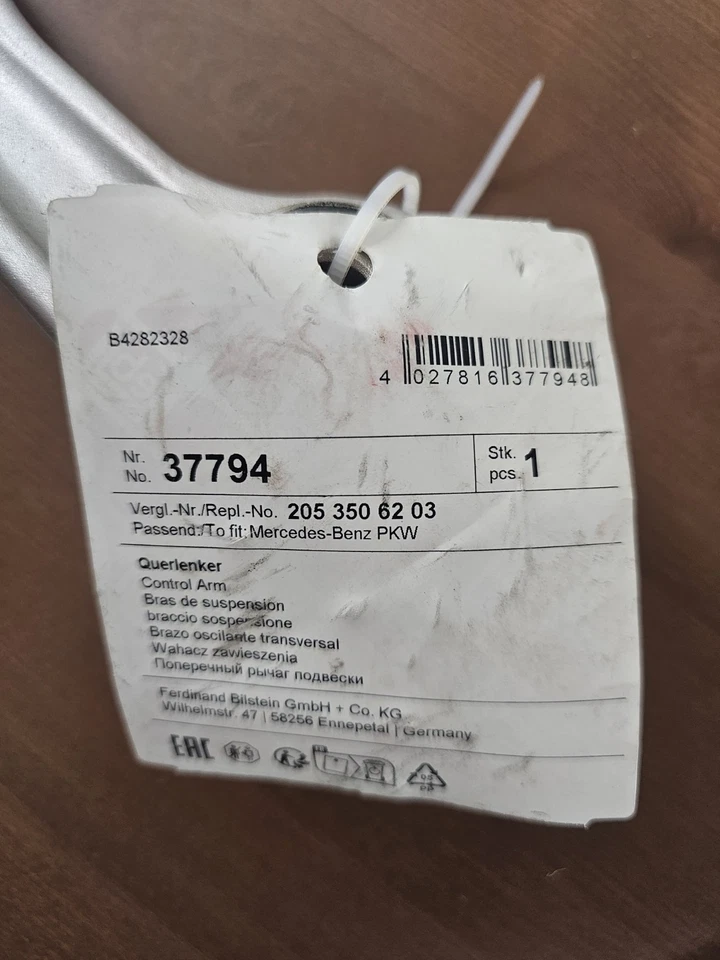 B4282328
4 027816 377948
Nr.
No. 37794
Stk.
pcs. 1
Vergl.-Nr./Repl.-No. 205 350 62 03
Passend:/To fit: Mercedes-Benz PKW
Querlenker
Control Arm
Bras de suspension
braccio sospensione
Brazo oscilante transversal
Wahacz zawieszenia
Поперечный рычаг подвески
Ferdinand Bilstein GmbH + Co. KG
Wilhelmstr. 47 | 58256 Ennepetal | Germany
EAC